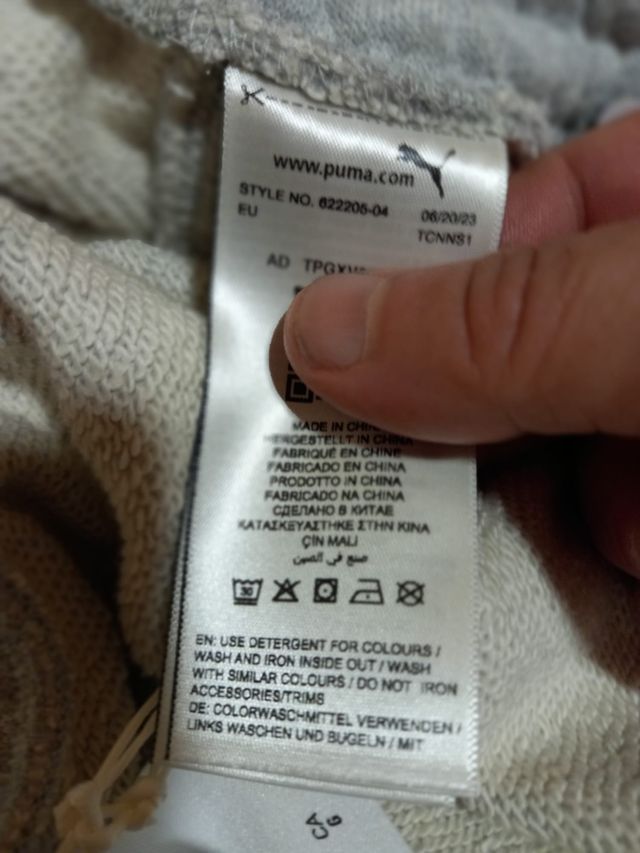 www.puma.com
STYLE NO. 622205-04 06/20/23
EU TCNNS1
AD
MADE IN
HERGESTELLT IN CHINA
FABRIQUÉ EN CHINE
FABRICADO EN CHINA
PRODOTTO IN CHINA
FABRICADO NA CHINA
СДЕЛАНО В КИТАЕ
ΚΑΤΑΣΚΕΥΑΣΤΗΚΕ ΣΤΗΝ ΚΙΝΑ
ÇIN MALI
صنع في الصين
30
EN: USE DETERGENT FOR COLOURS /
WASH AND IRON INSIDE OUT / WASH
WITH SIMILAR COLOURS / DO NOT IRON
ACCESSORIES/TRIMS
DE: COLORWASCHMITTEL VERWENDEN /
LINKS WASCHEN UND BÜGELN / MIT